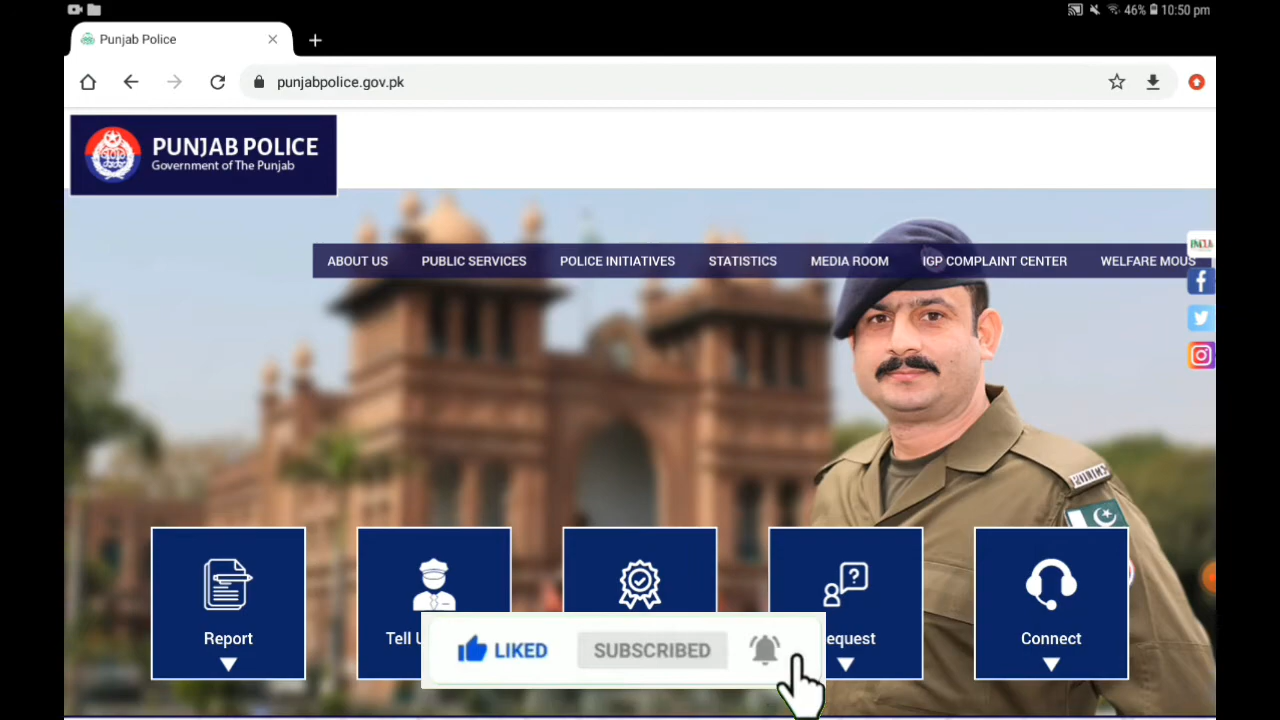 46% 10:50 pm
Punjab Police
punjabpolice.gov.pk
PUNJAB POLICE
Government of The Punjab
ABOUT US PUBLIC SERVICES POLICE INITIATIVES STATISTICS MEDIA ROOM IGP COMPLAINT CENTER WELFARE MOUS
Report
Tell
equest
Connect
LIKED SUBSCRIBED